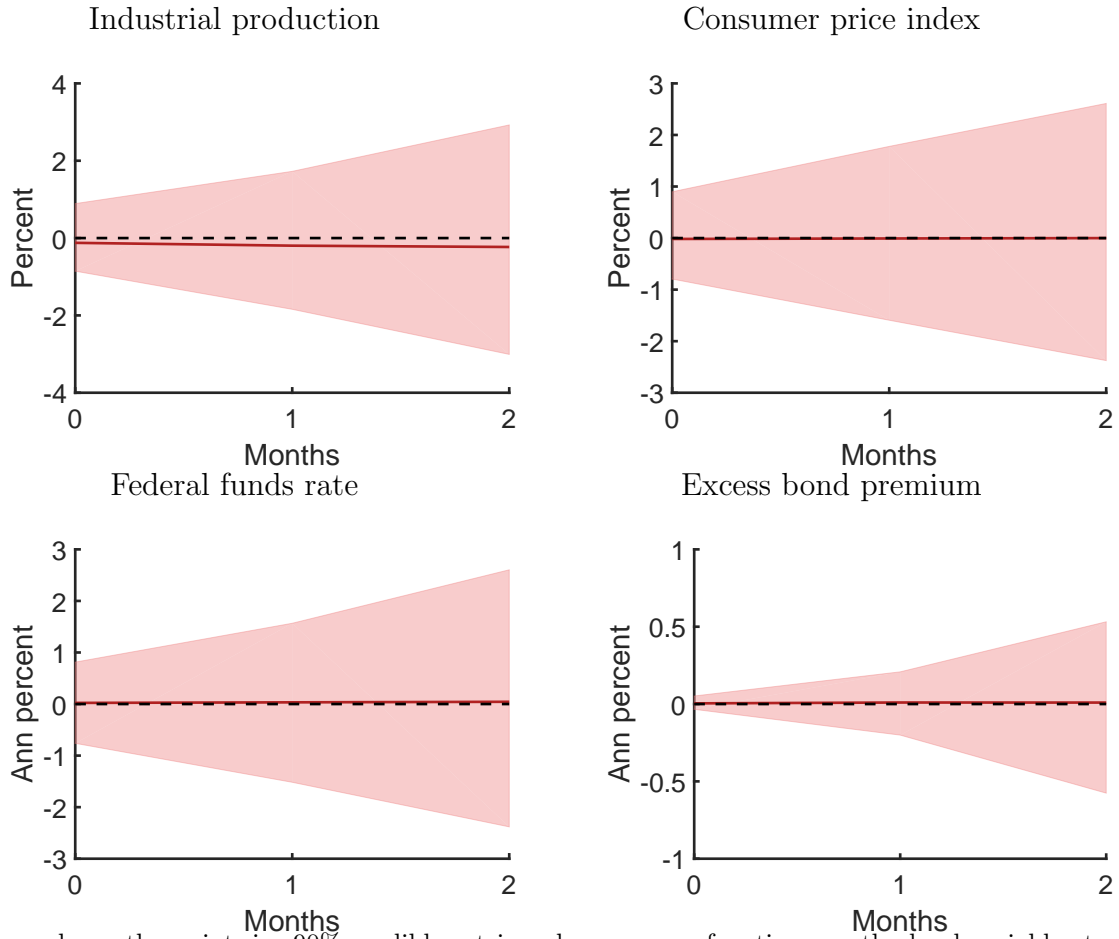 Industrial production
Consumer price index
4
2
0
-2
-4
Percent
0 1 2
Months
3
2
1
0
-1
-2
-3
Percent
0 1 2
Months
Federal funds rate
Excess bond premium
3
2
1
0
-1
-2
-3
Ann percent
0 1 2
Months
1
0.5
0
-0.5
-1
Ann percent
0 1 2
Months
90%